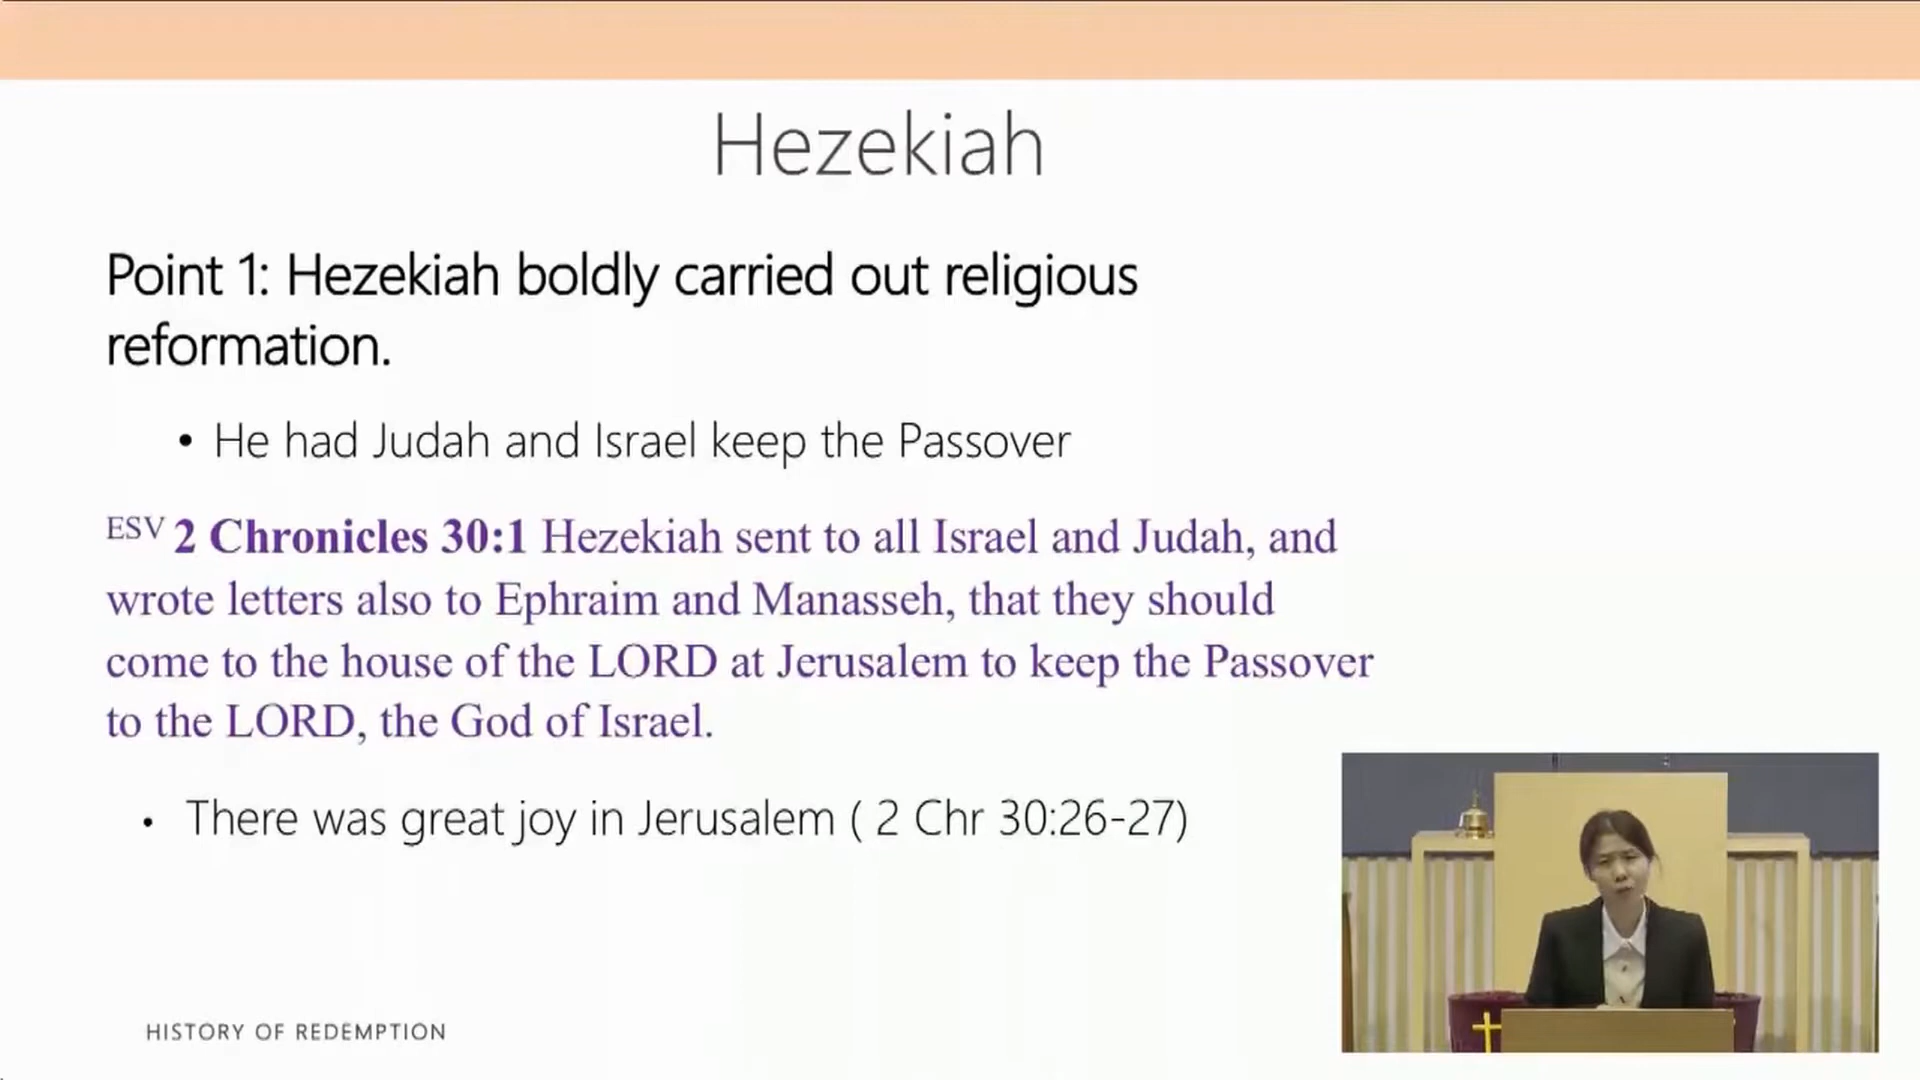 Hezekiah
Point 1: Hezekiah boldly carried out religious
reformation.
• He had Judah and Israel keep the Passover
ESV 2 Chronicles 30:1 Hezekiah sent to all Israel and Judah, and
wrote letters also to Ephraim and Manasseh, that they should
come to the house of the LORD at Jerusalem to keep the Passover
to the LORD, the God of Israel.
• There was great joy in Jerusalem ( 2 Chr 30:26-27)
HISTORY OF REDEMPTION